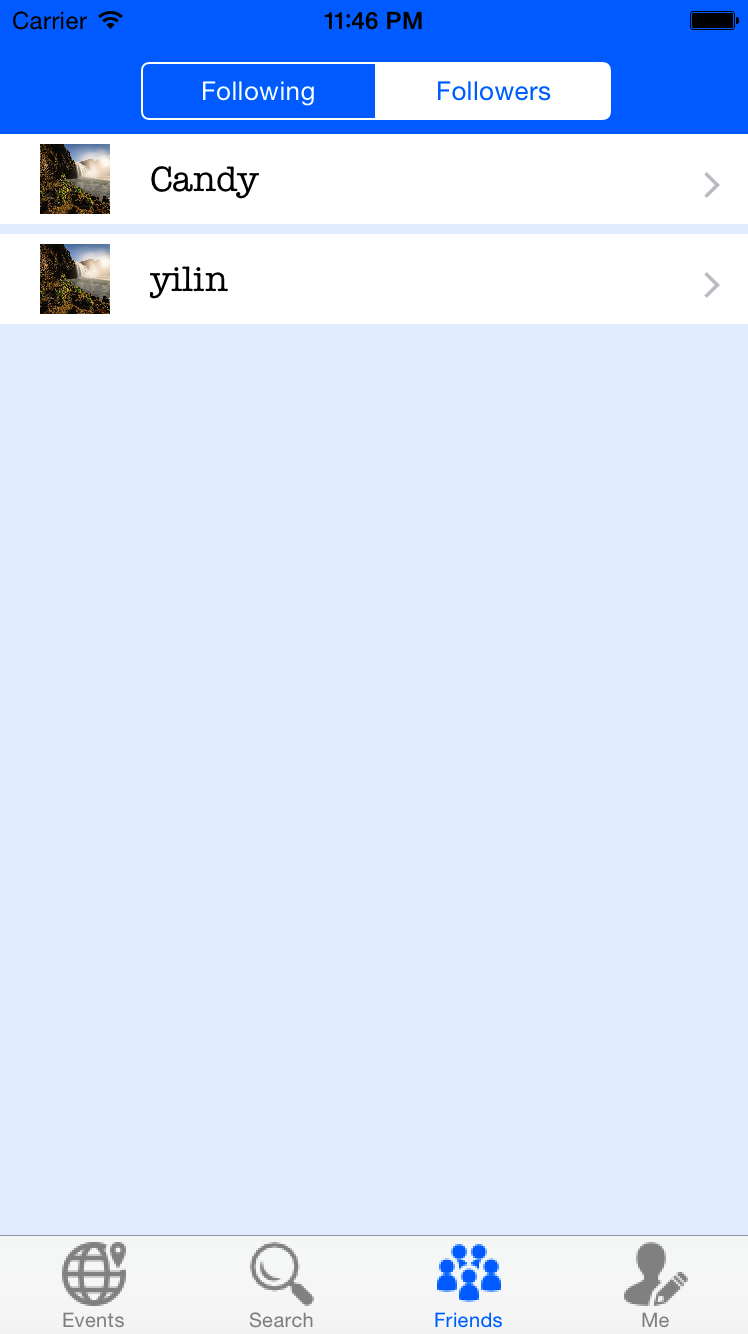 Carrier 11:46 PM
Following Followers
Candy
yilin
Events Search Friends Me